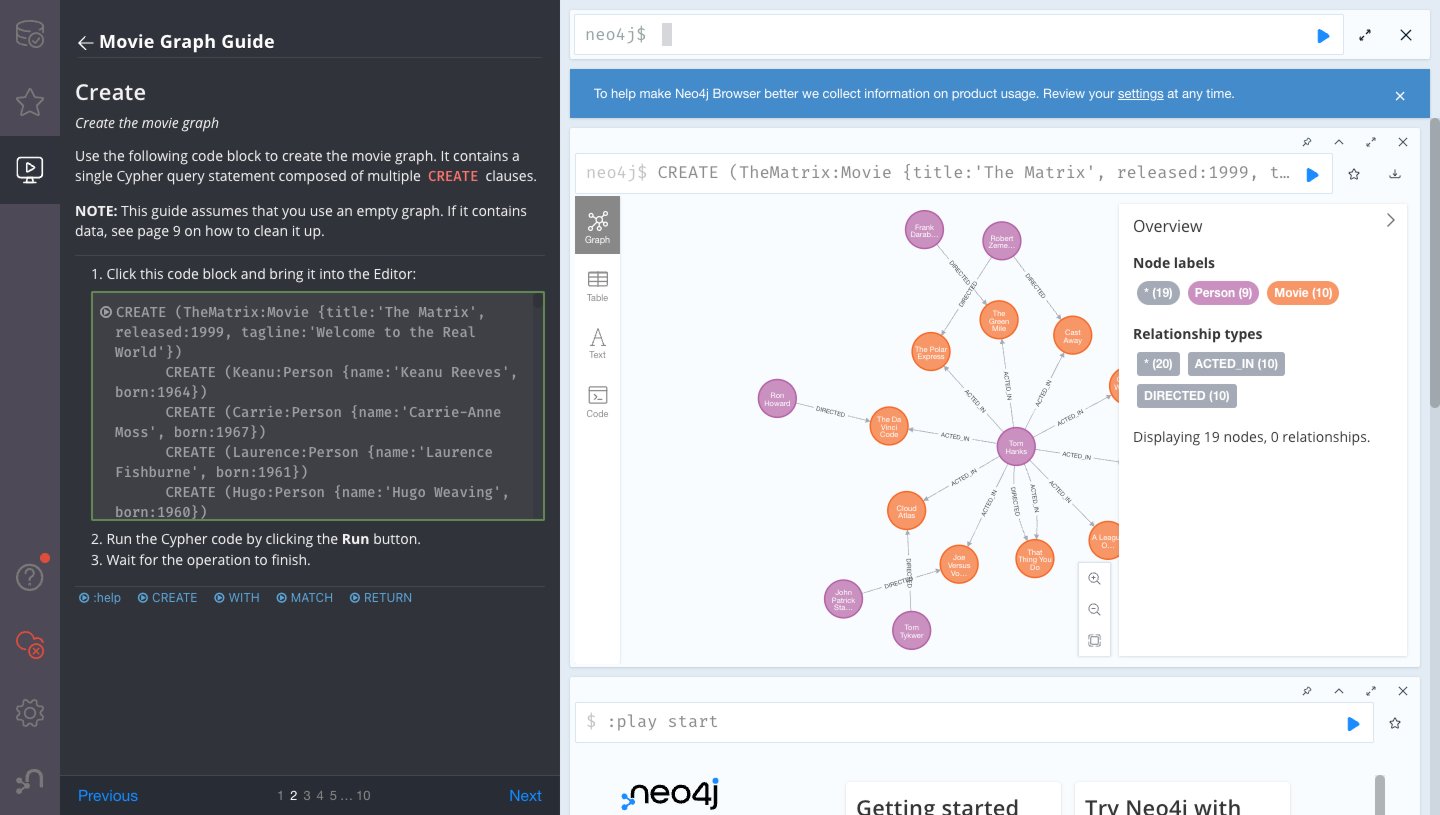 Movie Graph Guide
Create
Create the movie graph
Use the following code block to create the movie graph. It contains a
single Cypher query statement composed of multiple CREATE clauses.
NOTE: This guide assumes that you use an empty graph. If it contains
data, see page 9 on how to clean it up.
1. Click this code block and bring it into the Editor:
CREATE (TheMatrix:Movie {title:'The Matrix',
released:1999, tagline:'Welcome to the Real
World'})
CREATE (Keanu:Person {name:'Keanu Reeves',
born:1964})
CREATE (Carrie:Person {name:'Carrie-Anne
Moss', born:1967})
CREATE (Laurence:Person {name:'Laurence
Fishburne', born:1961})
CREATE (Hugo:Person {name:'Hugo Weaving',
born:1960})
2. Run the Cypher code by clicking the Run button.
3. Wait for the operation to finish.
:help CREATE WITH MATCH RETURN
Previous 1 2 3 4 5 ... 10 Next
neo4j$
To help make Neo4j Browser better we collect information on product usage. Review your settings at any time.
neo4j$ CREATE (TheMatrix:Movie {title:'The Matrix', released:1999, t…
Graph
Table
Text
Code
Frank
Darab...
Robert
Zeme...
DIRECTED
DIRECTED
DIRECTED
The
Green
Mile
Cast
Away
The Polar
Express
Ron
Howard
DIRECTED
The Da
Vinci
Code
ACTED_IN
ACTED_IN
ACTED_IN
ACTED_IN
ACTED_IN
ACTED_IN
Tom
Hanks
ACTED_IN
ACTED_IN
DIRECTED
ACTED_IN
ACTED_IN
Cloud
Atlas
A Leagu
O...
Joe
Versus
Vo...
That
Thing You
Do
DIRECTED
DIRECTED
John
Patrick
Sta...
Tom
Tykwer
Overview
Node labels
* (19) Person (9) Movie (10)
Relationship types
* (20) ACTED_IN (10)
DIRECTED (10)
Displaying 19 nodes, 0 relationships.
$ :play start
neo4j
Getting started
Try Neo4j with